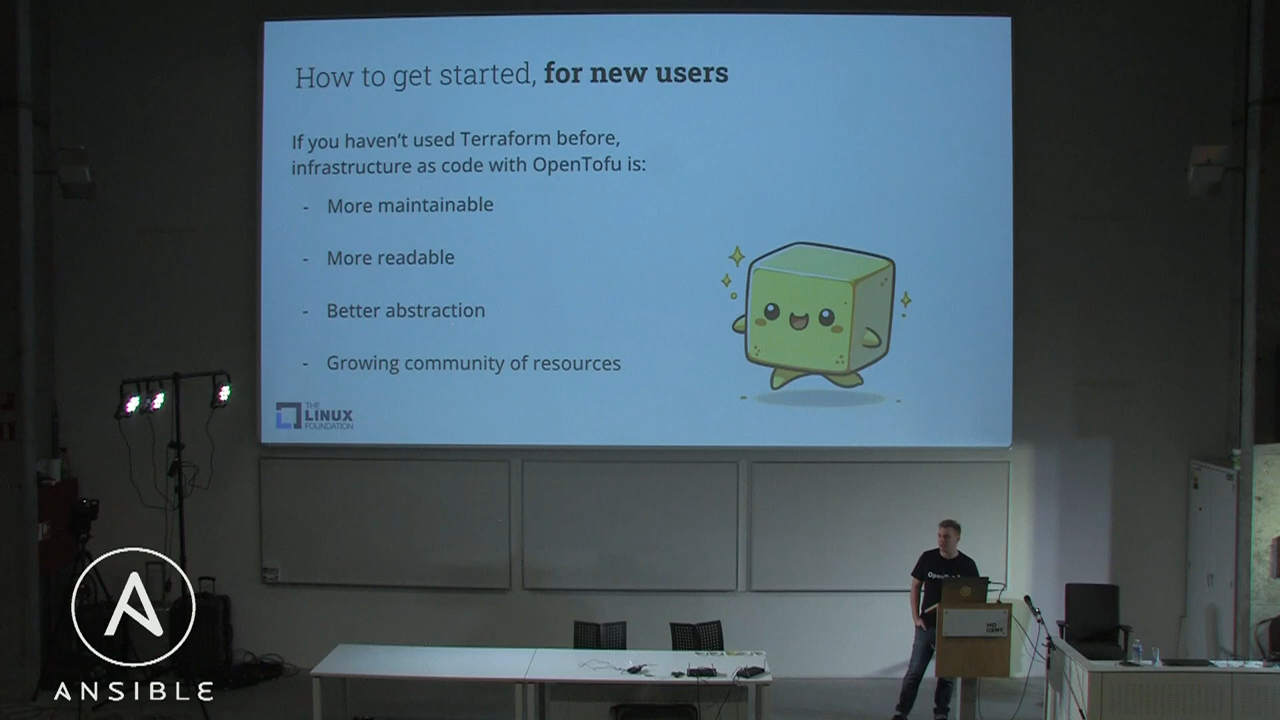 How to get started, for new users
If you haven't used Terraform before,
infrastructure as code with OpenTofu is:
- More maintainable
- More readable
- Better abstraction
- Growing community of resources
THE
LINUX
FOUNDATION
ANSIBLE